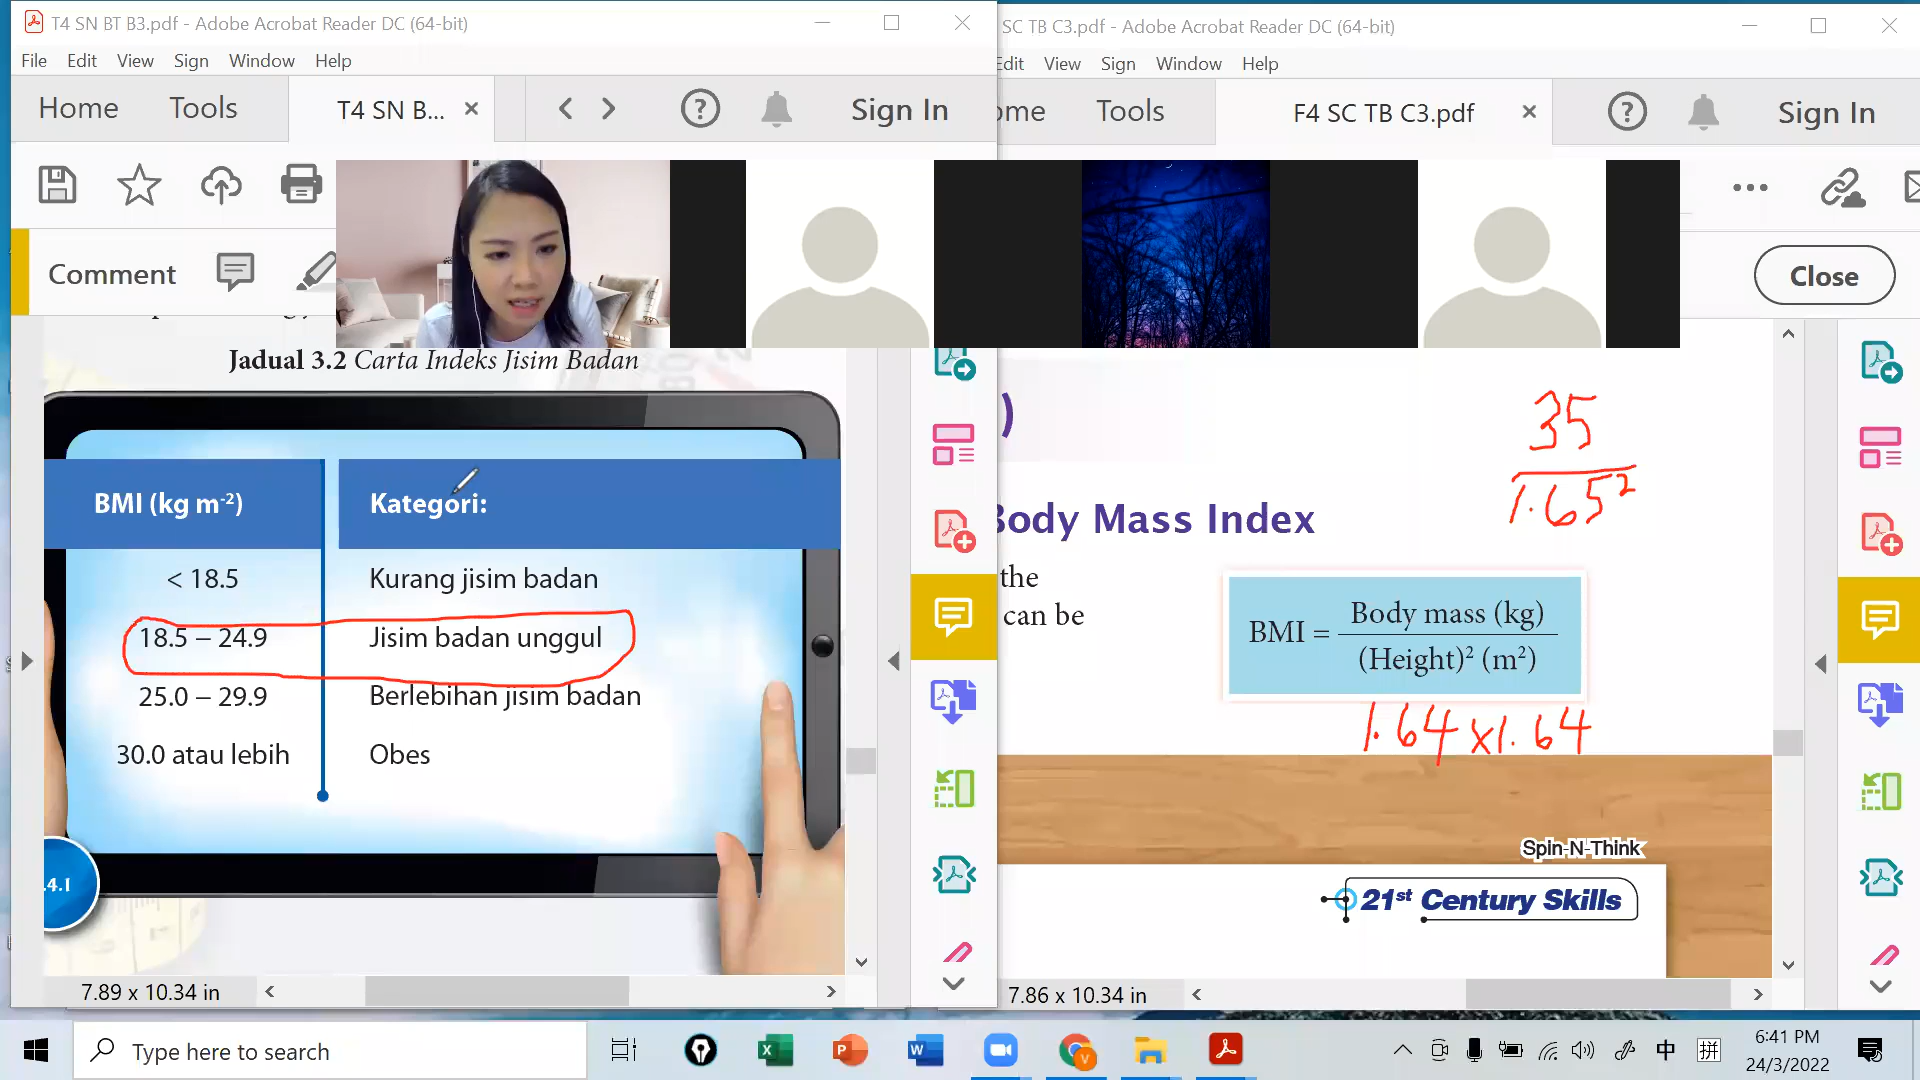 T4 SN BT B3.pdf - Adobe Acrobat Reader DC (64-bit)
File Edit View Sign Window Help
Home Tools T4 SN B... × Sign In
Comment
Jadual 3.2 Carta Indeks Jisim Badan
BMI (kg m-2) Kategori:
< 18.5 Kurang jisim badan
18.5 – 24.9 Jisim badan unggul
25.0 – 29.9 Berlebihan jisim badan
30.0 atau lebih Obes
.4.1
7.89 x 10.34 in
SC TB C3.pdf - Adobe Acrobat Reader DC (64-bit)
Edit View Sign Window Help
ome Tools F4 SC TB C3.pdf × Sign In
Close
)
35
1.65²
Body Mass Index
the
can be
BMI = Body mass (kg)
(Height)² (m²)
1.64 x 1.64
Spin-N-Think
21st Century Skills
7.86 x 10.34 in
Type here to search
中 拼
6:41 PM
24/3/2022